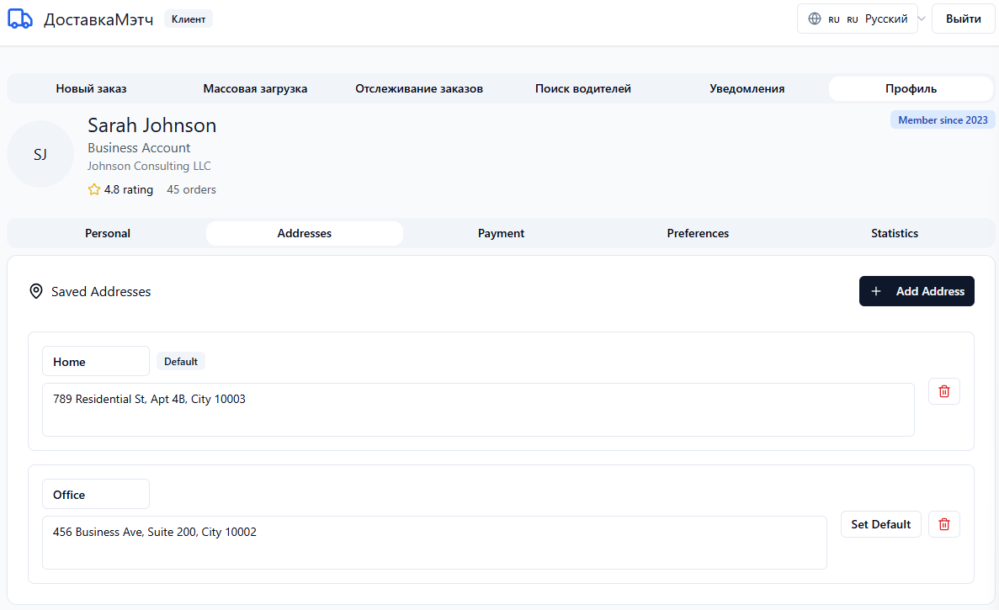 ДоставкаМэтч Клиент RU RU Русский Выйти
Новый заказ Массовая загрузка Отслеживание заказов Поиск водителей Уведомления Профиль
Member since 2023
SJ
Sarah Johnson
Business Account
Johnson Consulting LLC
4.8 rating 45 orders
Personal Addresses Payment Preferences Statistics
Saved Addresses + Add Address
Home Default
789 Residential St, Apt 4B, City 10003
Office
456 Business Ave, Suite 200, City 10002
Set Default